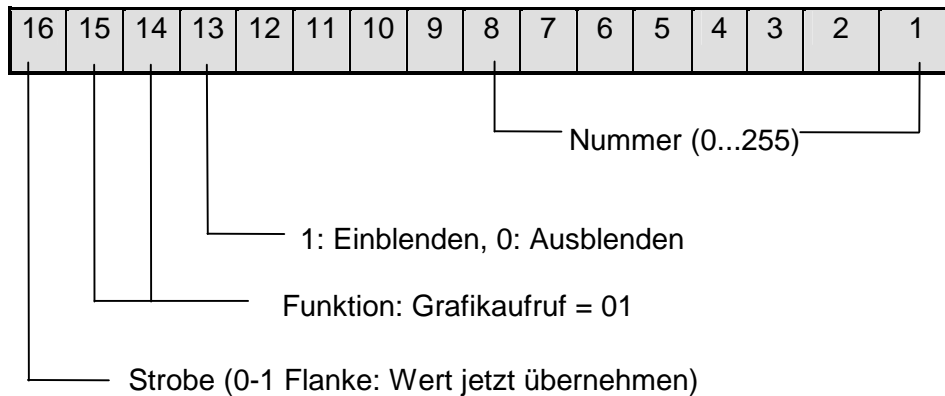 16 15 14 13 12 11 10 9 8 7 6 5 4 3 2 1
Nummer (0...255)
1: Einblenden, 0: Ausblenden
Funktion: Grafikaufruf = 01
Strobe (0-1 Flanke: Wert jetzt übernehmen)